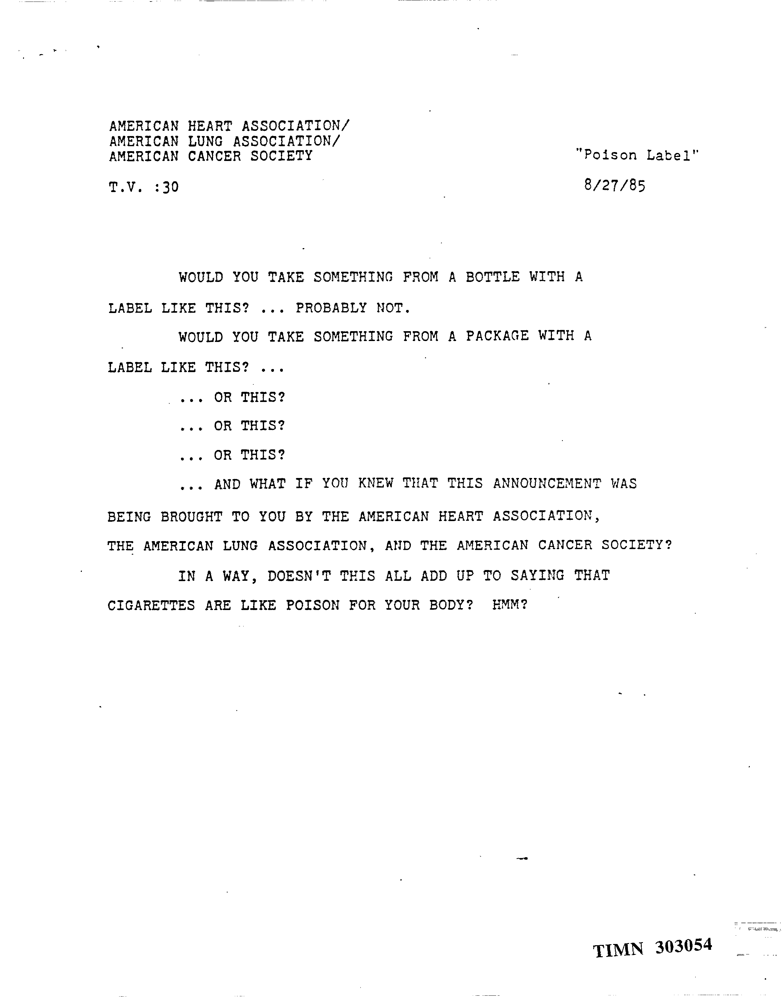 AMERICAN HEART ASSOCIATION/
AMERICAN LUNG ASSOCIATION/
AMERICAN CANCER SOCIETY
"Poison Label"
T.V. :30
8/27/85
WOULD YOU TAKE SOMETHING FROM A BOTTLE WITH A
LABEL LIKE THIS? ... PROBABLY NOT.
WOULD YOU TAKE SOMETHING FROM A PACKAGE WITH A
LABEL LIKE THIS? ...
... OR THIS?
... OR THIS?
... OR THIS?
... AND WHAT IF YOU KNEW THAT THIS ANNOUNCEMENT WAS
BEING BROUGHT TO YOU BY THE AMERICAN HEART ASSOCIATION,
THE AMERICAN LUNG ASSOCIATION, AND THE AMERICAN CANCER SOCIETY?
IN A WAY, DOESN'T THIS ALL ADD UP TO SAYING THAT
CIGARETTES ARE LIKE POISON FOR YOUR BODY? HMM?
TIMN 303054